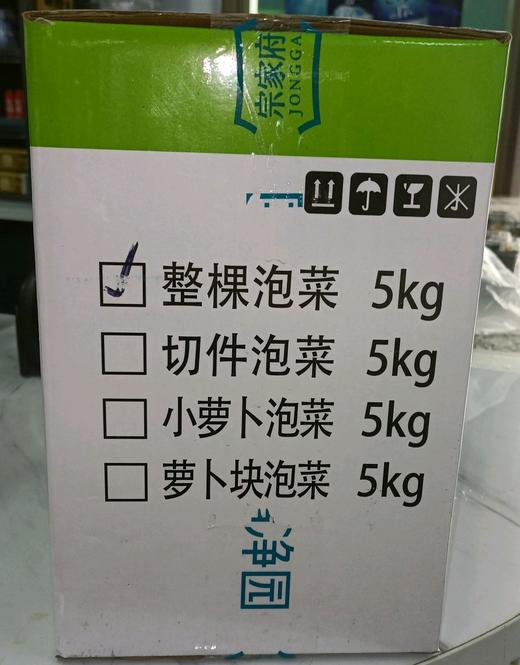 宗家府
JONGGA
整棵泡菜 5kg
切件泡菜 5kg
小萝卜泡菜 5kg
萝卜块泡菜 5kg
净园